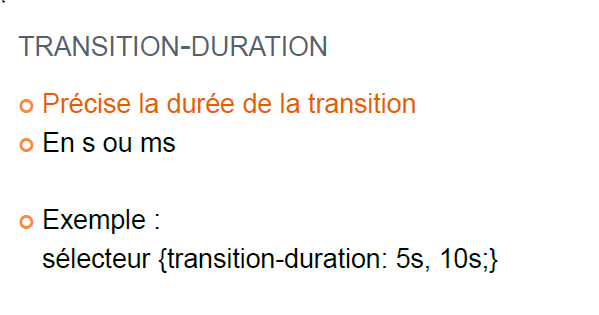 TRANSITION-DURATION
Précise la durée de la transition
En s ou ms
Exemple :
sélecteur {transition-duration: 5s, 10s;}